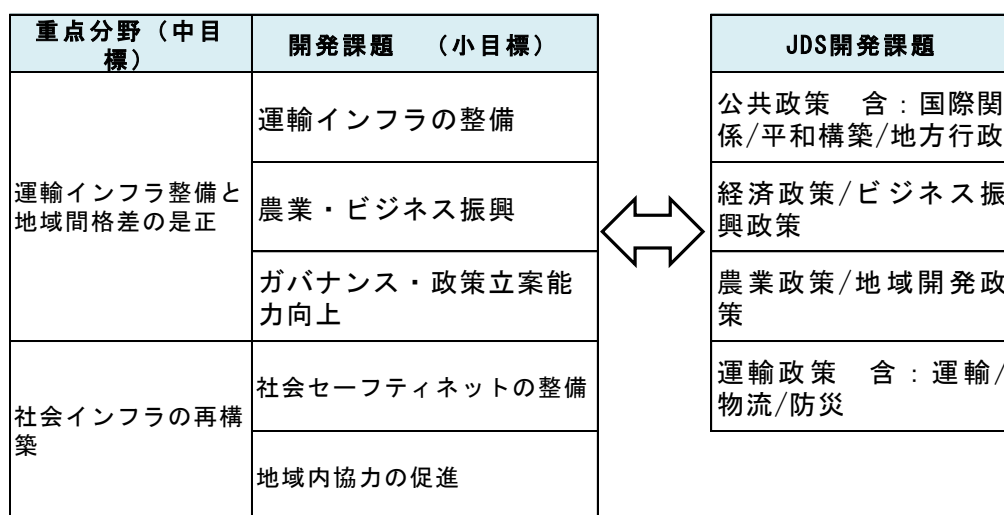 重点分野（中目
標）
開発課題　（小目標）
運輸インフラ整備と
地域間格差の是正
運輸インフラの整備
農業・ビジネス振興
ガバナンス・政策立案能
力向上
社会インフラの再構
築
社会セーフティネットの整備
地域内協力の促進
JDS開発課題
公共政策　含：国際関
係/平和構築/地方行政
経済政策/ビジネス振
興政策
農業政策/地域開発政
策
運輸政策　含：運輸/
物流/防災